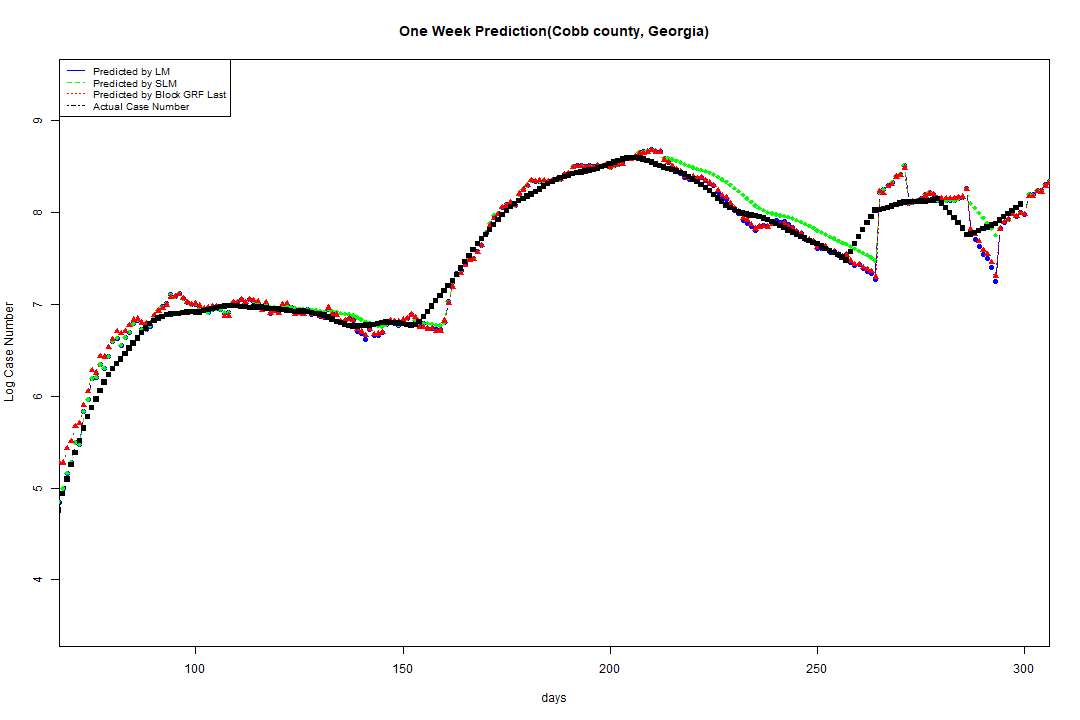 One Week Prediction(Cobb county, Georgia)
Predicted by LM
Predicted by SLM
Predicted by Block GRF Last
Actual Case Number
9
8
7
6
5
4
Log Case Number
100 150 200 250 300
days